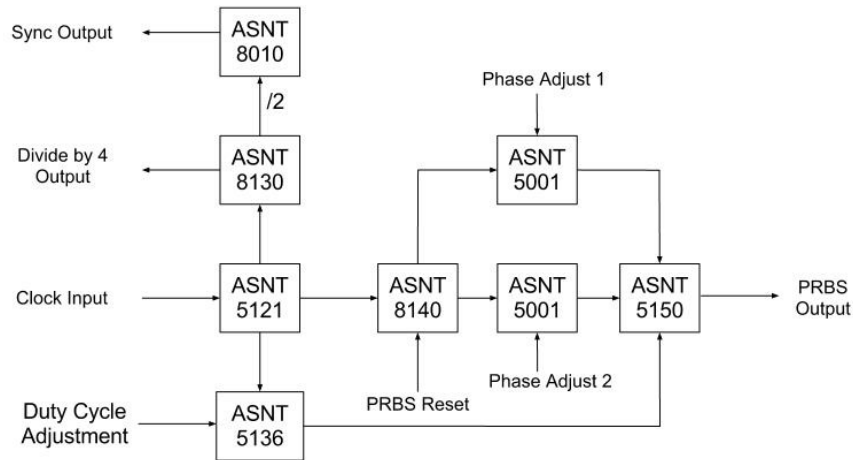 Sync Output
ASNT
8010
/2
Phase Adjust 1
Divide by 4
Output
ASNT
8130
ASNT
5001
Clock Input
ASNT
5121
ASNT
8140
ASNT
5001
ASNT
5150
PRBS
Output
Duty Cycle
Adjustment
ASNT
5136
PRBS Reset
Phase Adjust 2